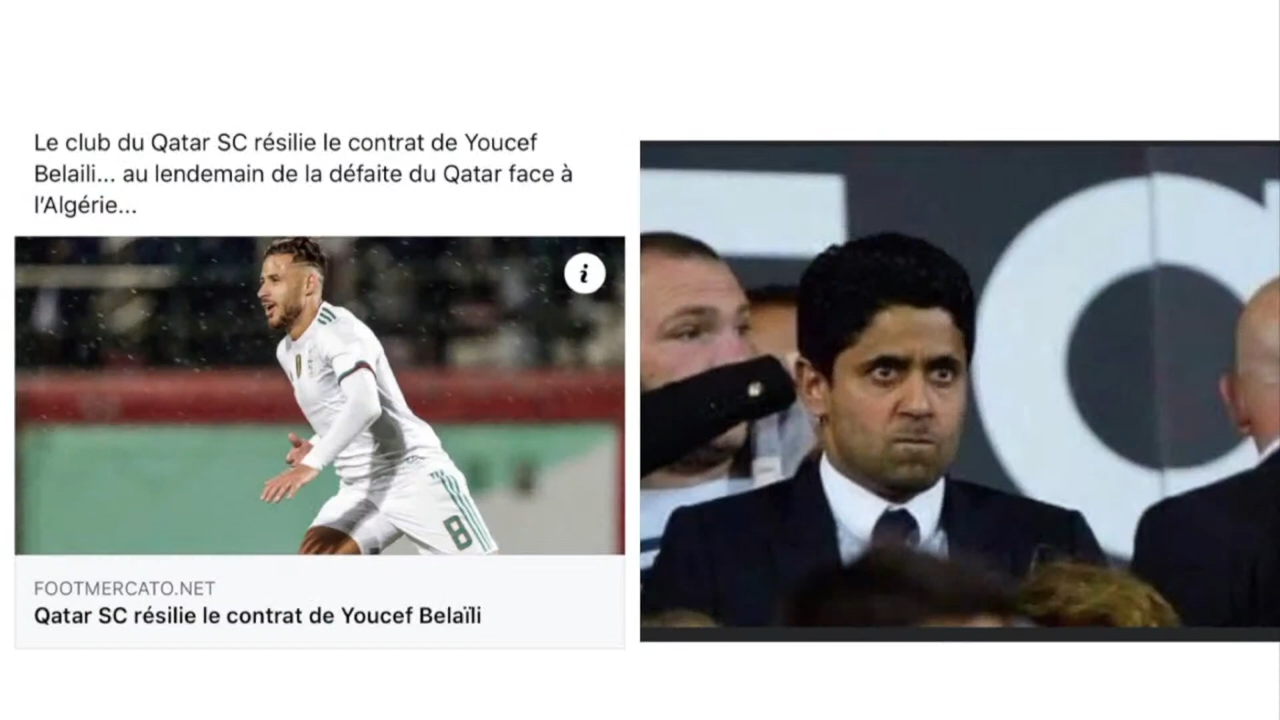 Le club du Qatar SC résilie le contrat de Youcef
Belaili... au lendemain de la défaite du Qatar face à
l'Algérie...
i
8
FOOTMERCATO.NET
Qatar SC résilie le contrat de Youcef Belaïli